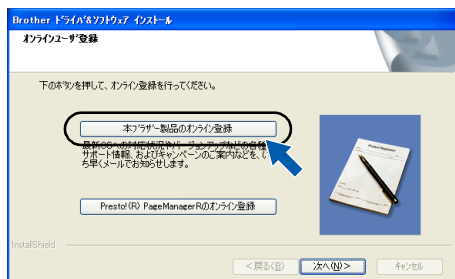 Brother ドライバ&ソフトウェア インストール
オンラインユーザ登録
下のボタンを押して、オンライン登録を行ってください。
本ブラザー製品のオンライン登録
最新OSへの対応状況やバージョンアップなどの各種
サポート情報、およびキャンペーンのご案内などを、い
ち早くメールでお知らせします。
Presto!(R) PageManagerRのオンライン登録
InstallShield
<戻る(B)
次へ(N)>
キャンセル